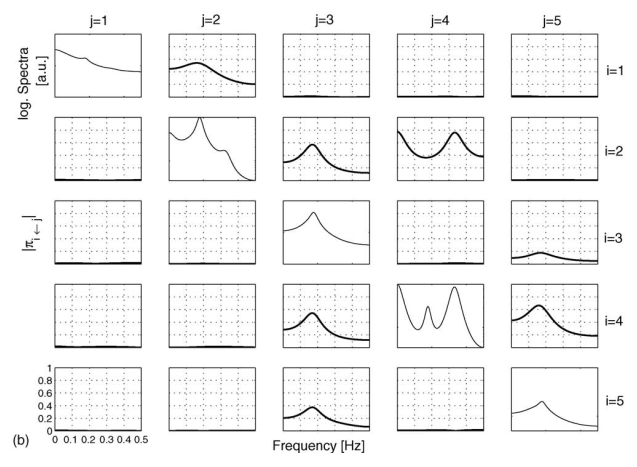 j=1 j=2 j=3 j=4 j=5
log. Spectra
[a.u.]
i=1
i=2
|π i ← j|
i=3
i=4
1
0.8
0.6
0.4
0.2
0
i=5
0 0.1 0.2 0.3 0.4 0.5
(b) Frequency [Hz]